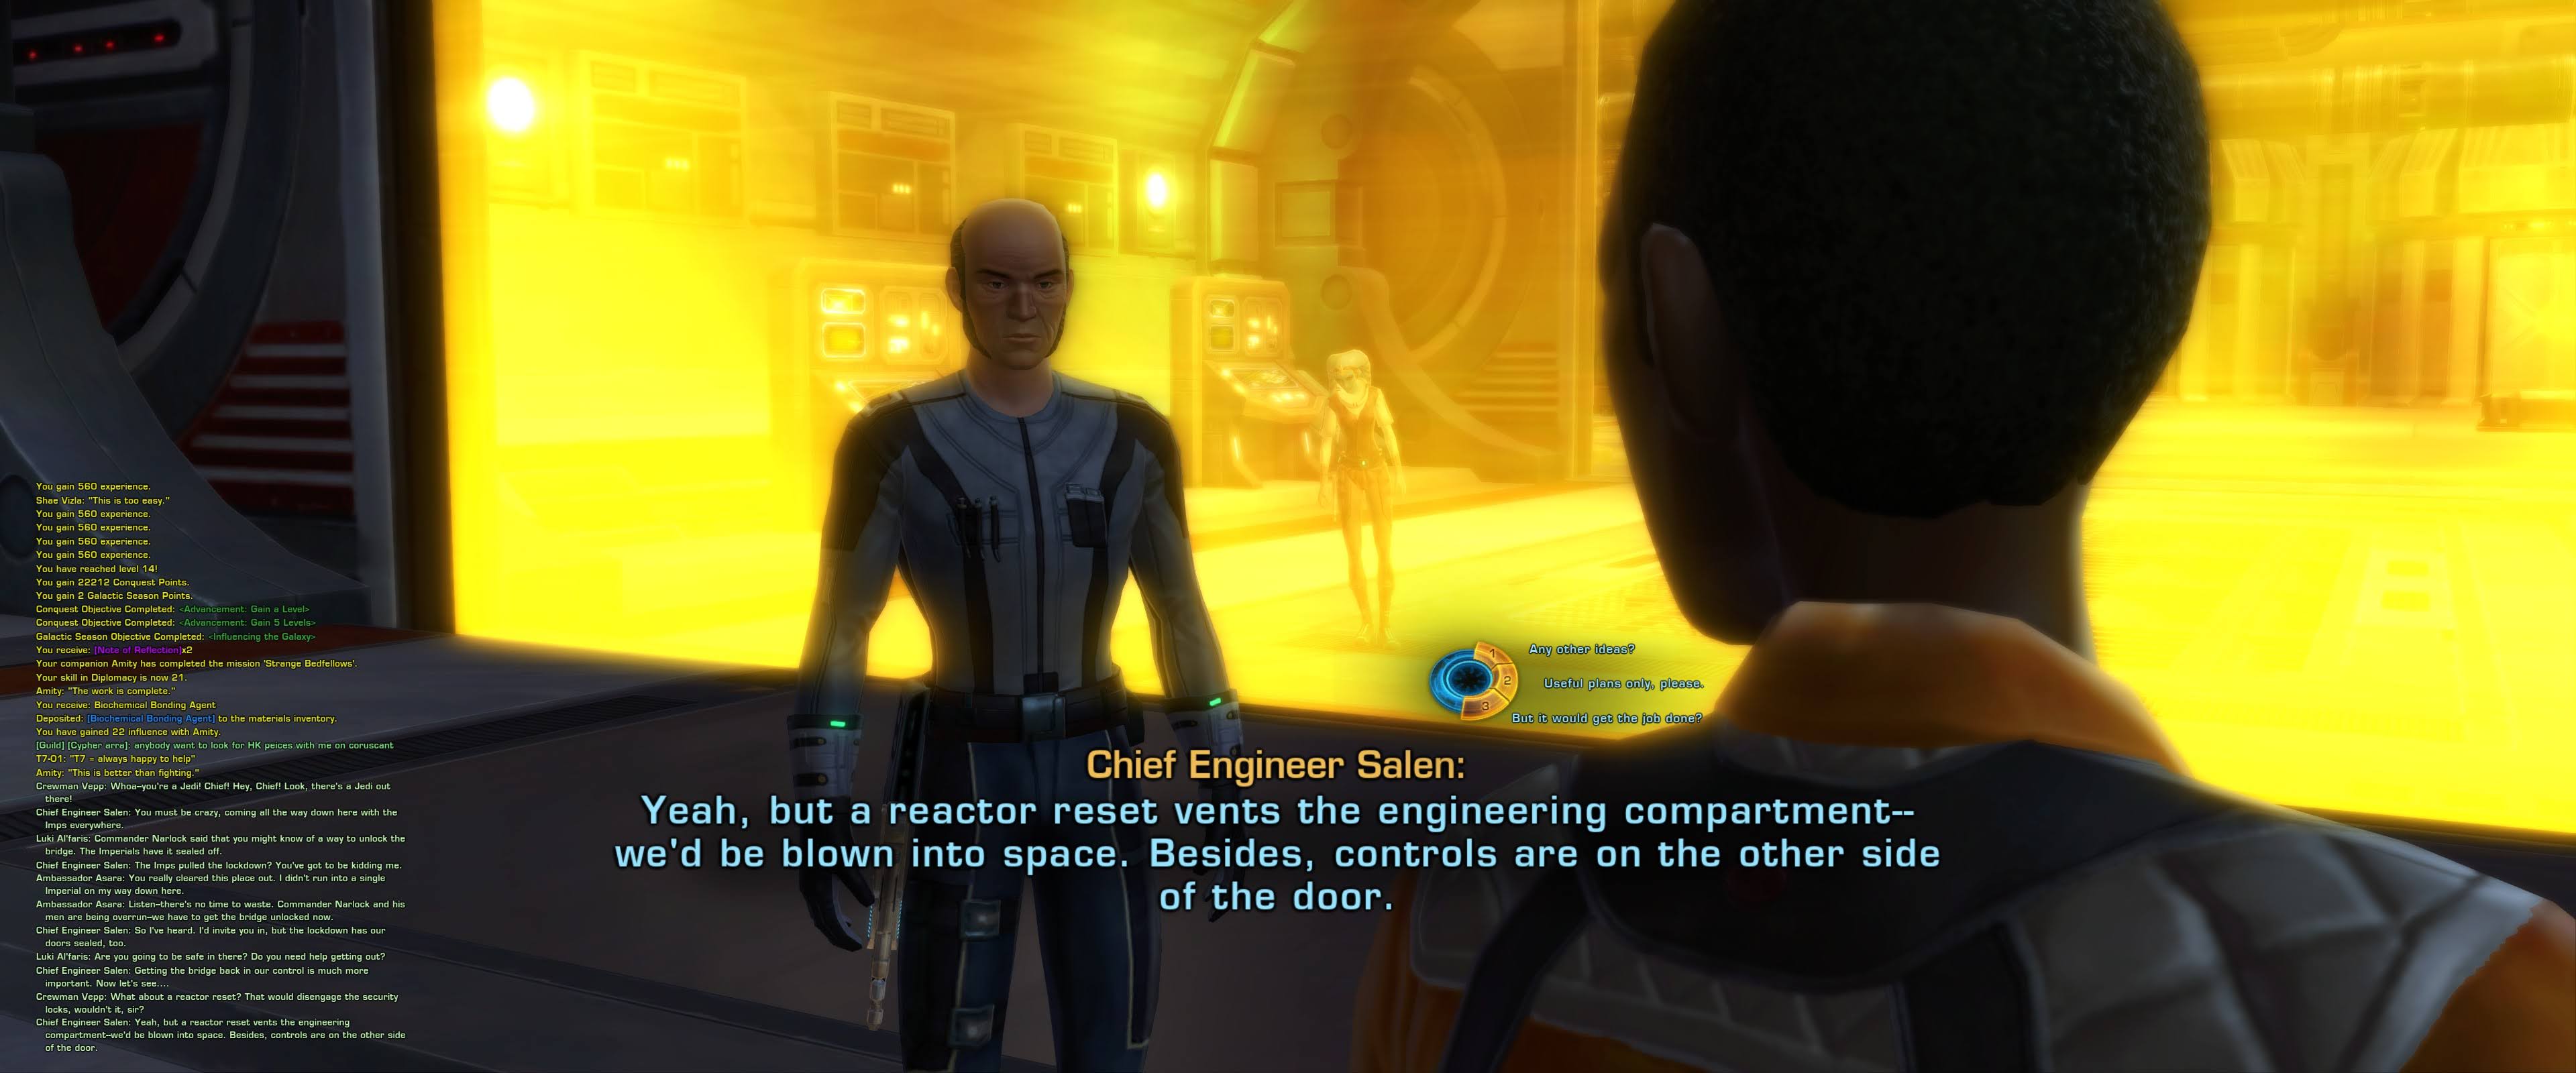 You gain 560 experience.
Shae Vizla: "This is too easy."
You gain 560 experience.
You gain 560 experience.
You gain 560 experience.
You gain 560 experience.
You have reached level 14!
You gain 22212 Conquest Points.
You gain 2 Galactic Season Points.
Conquest Objective Completed: <Advancement: Gain a Level>
Conquest Objective Completed: <Advancement: Gain 5 Levels>
Galactic Season Objective Completed: <Influencing the Galaxy>
You receive: [Note of Reflection]x2
Your companion Amity has completed the mission 'Strange Bedfellows'.
Your skill in Diplomacy is now 21.
Amity: "The work is complete."
You receive: Biochemical Bonding Agent
Deposited: [Biochemical Bonding Agent] to the materials inventory.
You have gained 22 influence with Amity.
[Guild] [Cypher arra]: anybody want to look for HK peices with me on coruscant
T7-01: "T7 = always happy to help"
Amity: "This is better than fighting."
Crewman Vepp: Whoa–you're a Jedi! Chief! Hey, Chief! Look, there's a Jedi out
there!
Chief Engineer Salen: You must be crazy, coming all the way down here with the
Imps everywhere.
Luki Al'faris: Commander Narlock said that you might know of a way to unlock the
bridge. The Imperials have it sealed off.
Chief Engineer Salen: The Imps pulled the lockdown? You've got to be kidding me.
Ambassador Asara: You really cleared this place out. I didn't run into a single
Imperial on my way down here.
Ambassador Asara: Listen–there's no time to waste. Commander Narlock and his
men are being overrun–we have to get the bridge unlocked now.
Chief Engineer Salen: So I've heard. I'd invite you in, but the lockdown has our
doors sealed, too.
Luki Al'faris: Are you going to be safe in there? Do you need help getting out?
Chief Engineer Salen: Getting the bridge back in our control is much more
important. Now let's see....
Crewman Vepp: What about a reactor reset? That would disengage the security
locks, wouldn't it, sir?
Chief Engineer Salen: Yeah, but a reactor reset vents the engineering
compartment–we'd be blown into space. Besides, controls are on the other side
of the door.
1 Any other ideas?
2 Useful plans only, please.
3 But it would get the job done?
Chief Engineer Salen:
Yeah, but a reactor reset vents the engineering compartment--
we'd be blown into space. Besides, controls are on the other side
of the door.